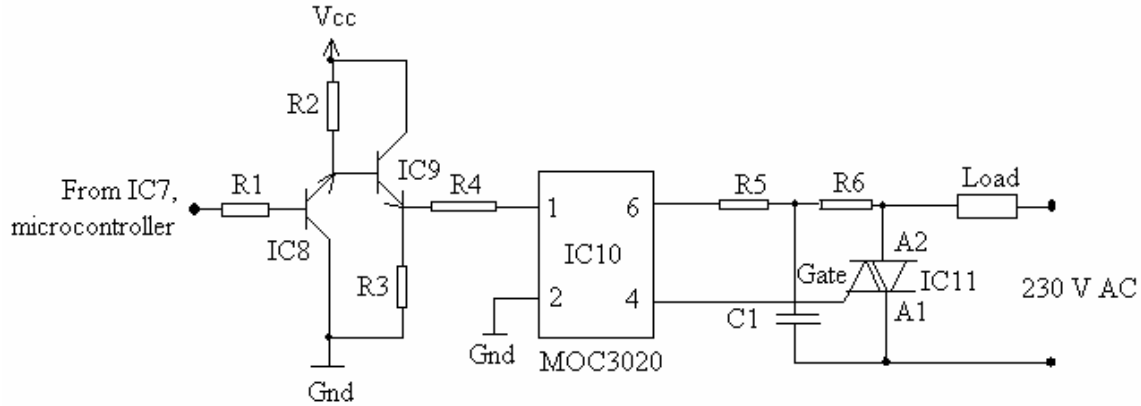 Vcc
R2
From IC7,
microcontroller
R1
IC8
IC9
R4
R3
Gnd
1
6
IC10
2
4
Gnd
MOC3020
R5
R6
Load
A2
Gate
IC11
A1
C1
230 V AC